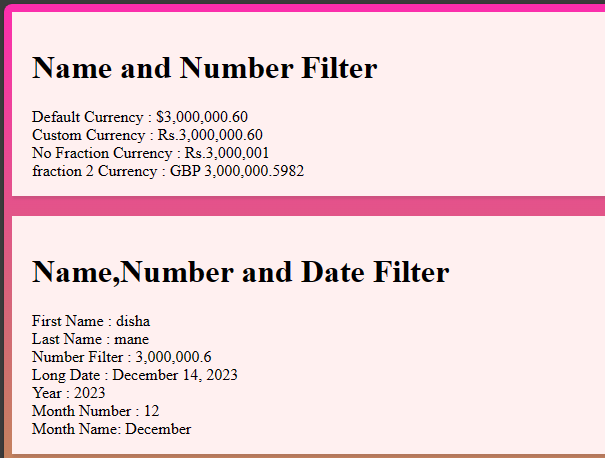 Name and Number Filter
Default Currency : $3,000,000.60
Custom Currency : Rs.3,000,000.60
No Fraction Currency : Rs.3,000,001
fraction 2 Currency : GBP 3,000,000.5982
Name,Number and Date Filter
First Name : disha
Last Name : mane
Number Filter : 3,000,000.6
Long Date : December 14, 2023
Year : 2023
Month Number : 12
Month Name: December